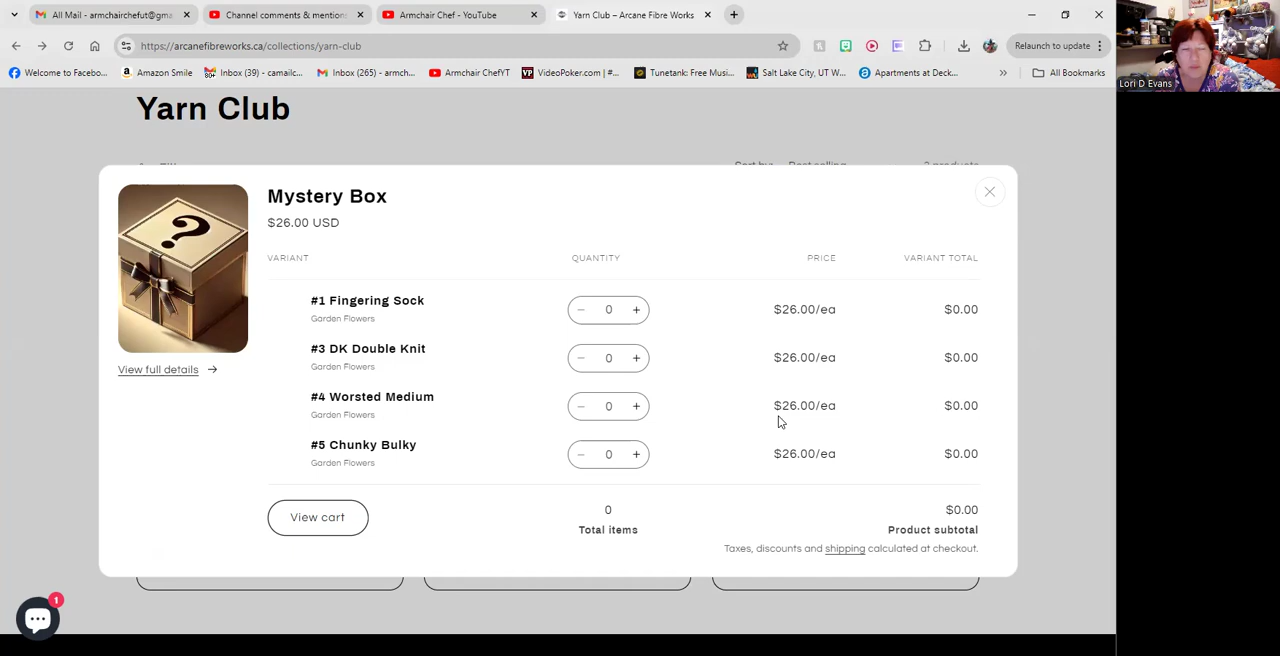 All Mail - armchairchefut@gma
Channel comments & mention
Armchair Chef - YouTube
Yarn Club – Arcane Fibre Works
https://arcanefibreworks.ca/collections/yarn-club
Relaunch to update
Welcome to Facebo...
Amazon Smile
Inbox (39) - camailc...
Inbox (265) – armch...
Armchair ChefYT
VideoPoker.com | #...
Tunetank: Free Musi...
Salt Lake City, UT W...
Apartments at Deck...
All Bookmarks
Lori D Evans
Yarn Club
Sort by:
Best selling
Mystery Box
$26.00 USD
VARIANT QUANTITY PRICE VARIANT TOTAL
#1 Fingering Sock
Garden Flowers
0 $26.00/ea $0.00
#3 DK Double Knit
Garden Flowers
0 $26.00/ea $0.00
#4 Worsted Medium
Garden Flowers
0 $26.00/ea $0.00
#5 Chunky Bulky
Garden Flowers
0 $26.00/ea $0.00
?
View full details
View cart
0
Total items
$0.00
Product subtotal
Taxes, discounts and shipping calculated at checkout.
1